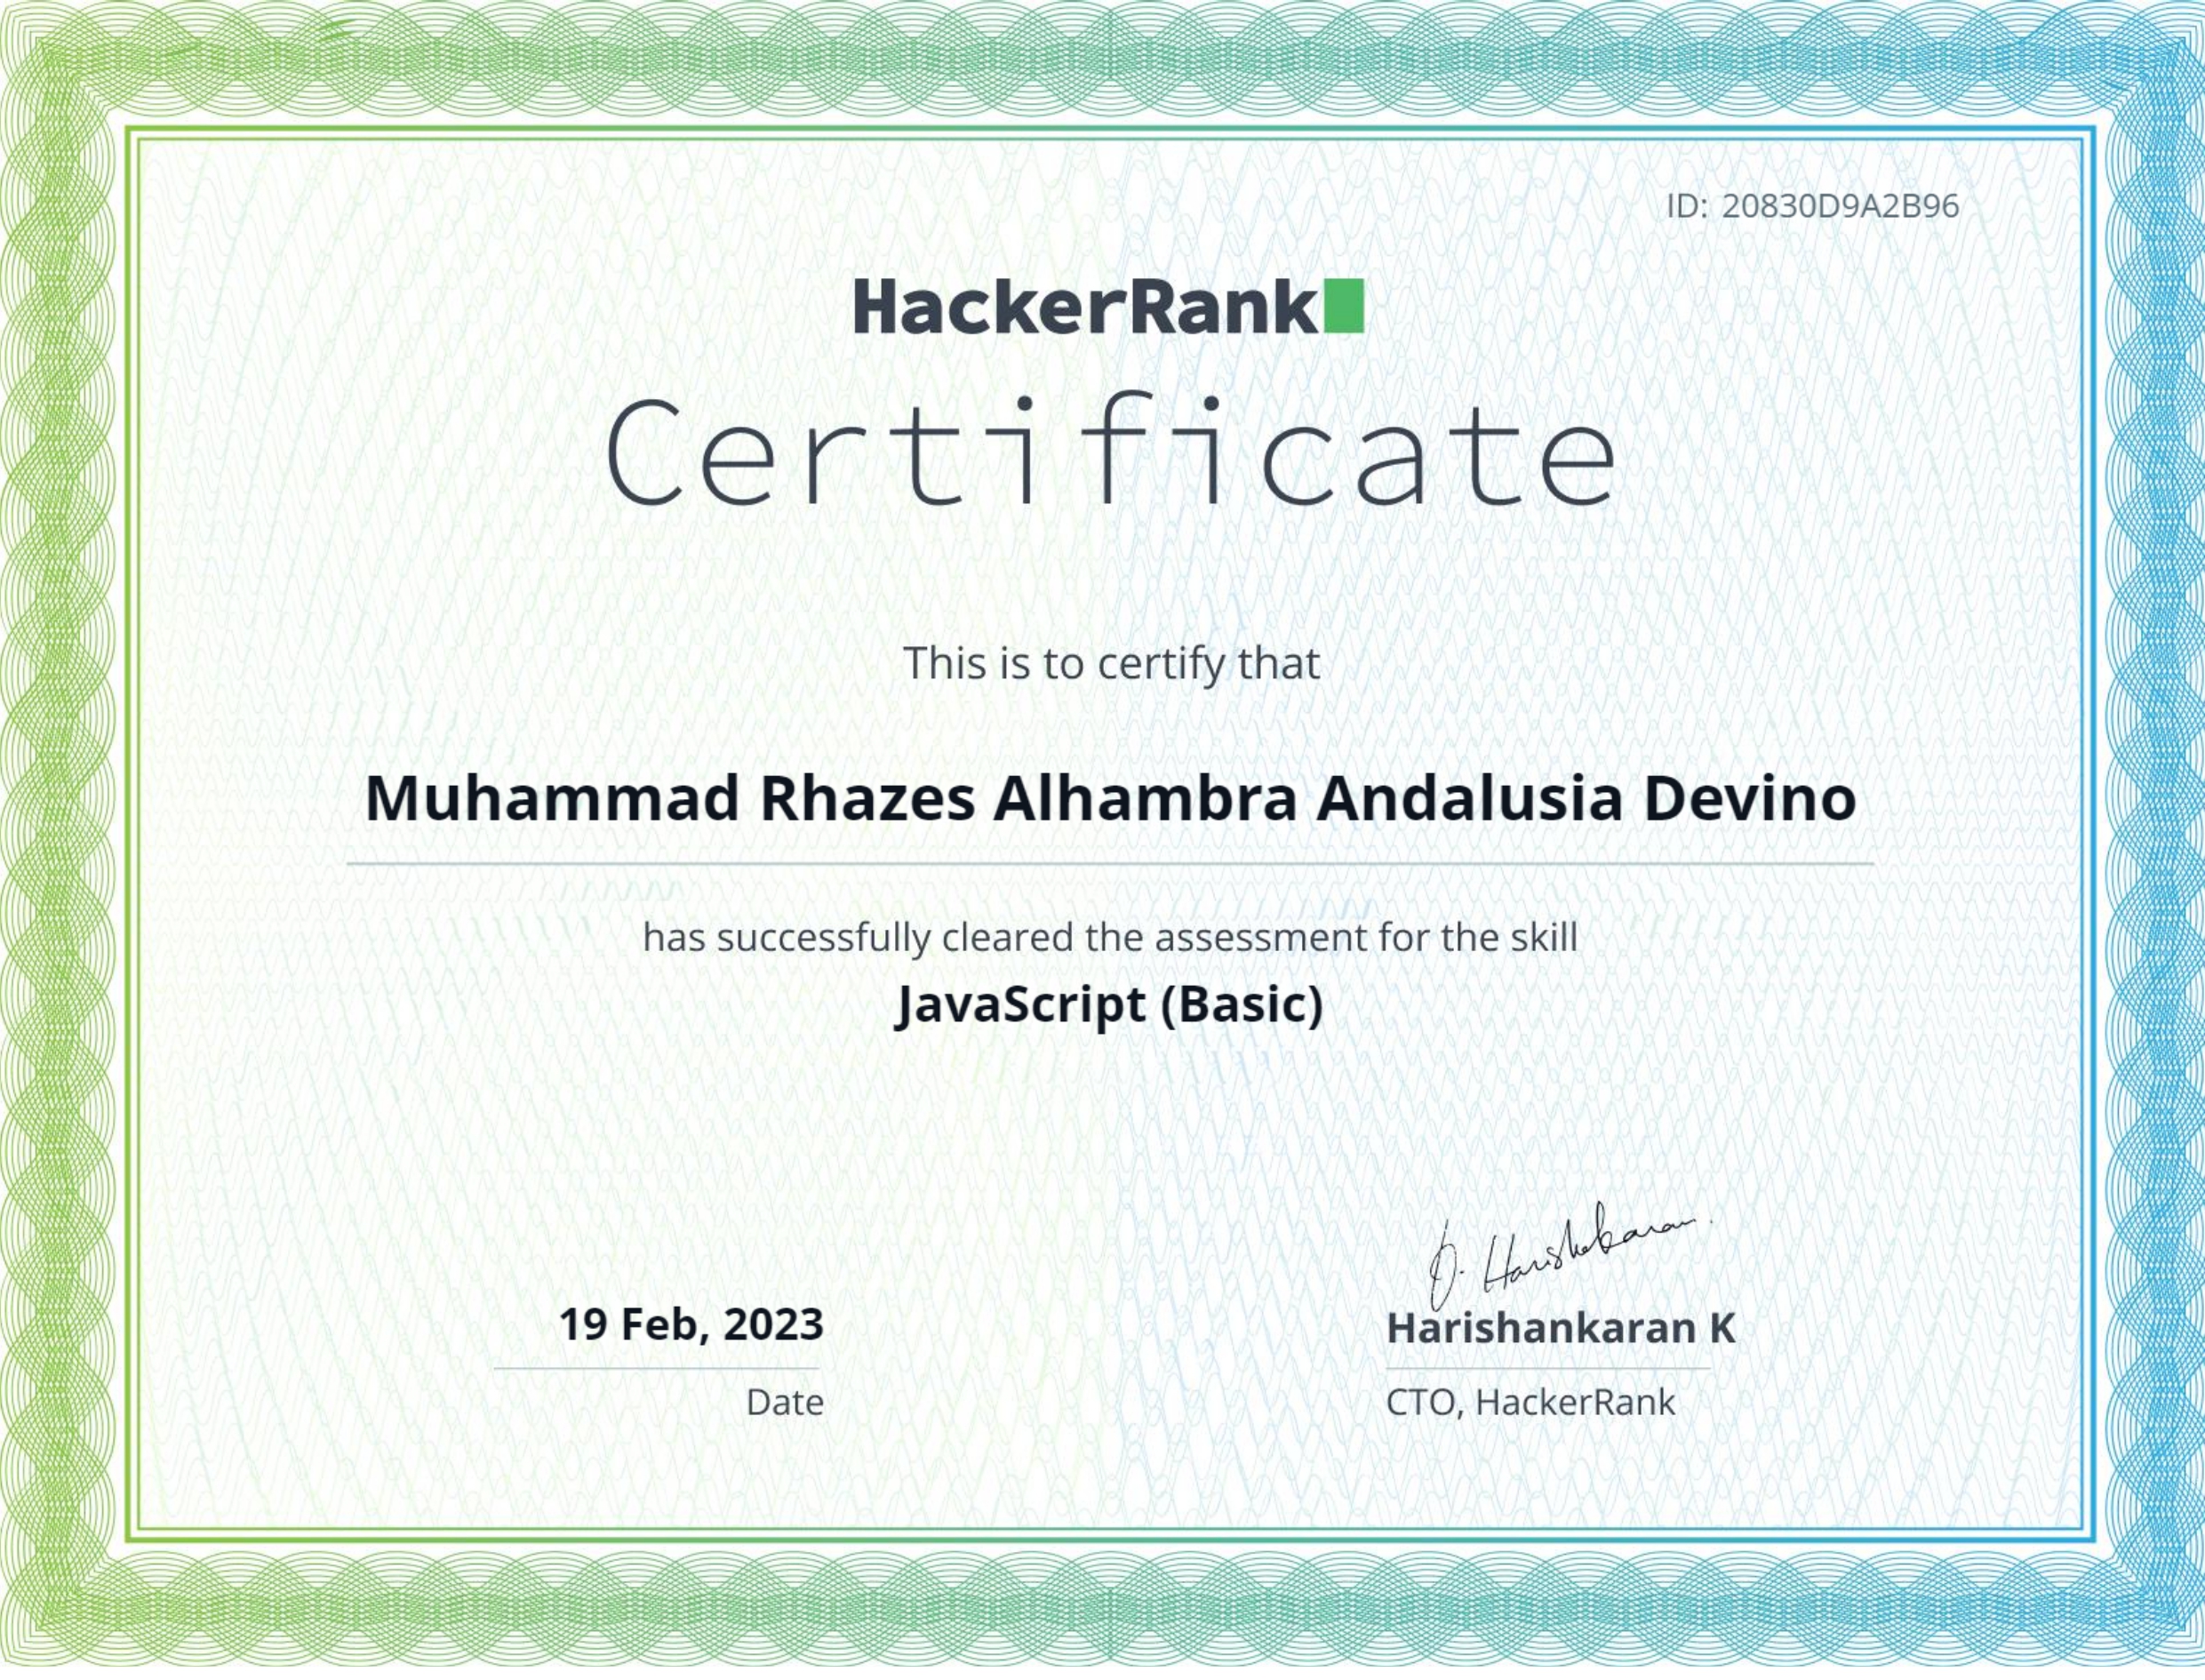 ID: 20830D9A2B96
HackerRank
Certificate
This is to certify that
Muhammad Rhazes Alhambra Andalusia Devino
has successfully cleared the assessment for the skill
JavaScript (Basic)
D. Harishankaran
19 Feb, 2023
Harishankaran K
Date
CTO, HackerRank